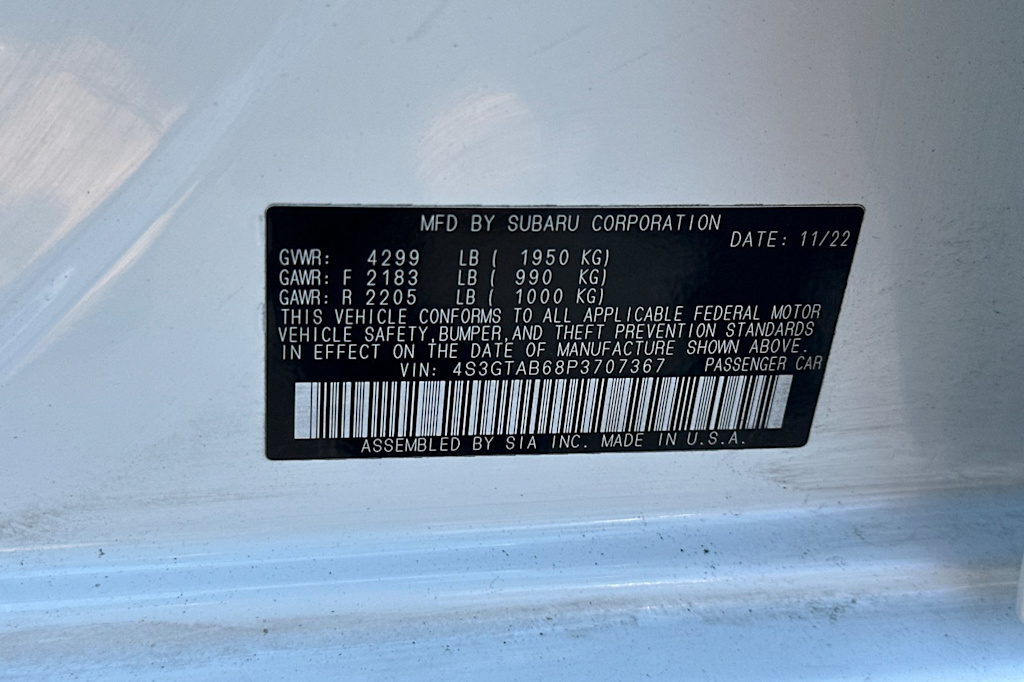 MFD BY SUBARU CORPORATION
DATE: 11/22
GVWR: 4299 LB ( 1950 KG)
GAWR: F 2183 LB ( 990 KG)
GAWR: R 2205 LB ( 1000 KG)
THIS VEHICLE CONFORMS TO ALL APPLICABLE FEDERAL MOTOR
VEHICLE SAFETY, BUMPER, AND THEFT PREVENTION STANDARDS
IN EFFECT ON THE DATE OF MANUFACTURE SHOWN ABOVE.
VIN: 4S3GTAB68P3707367 PASSENGER CAR
ASSEMBLED BY SIA INC. MADE IN U.S.A.